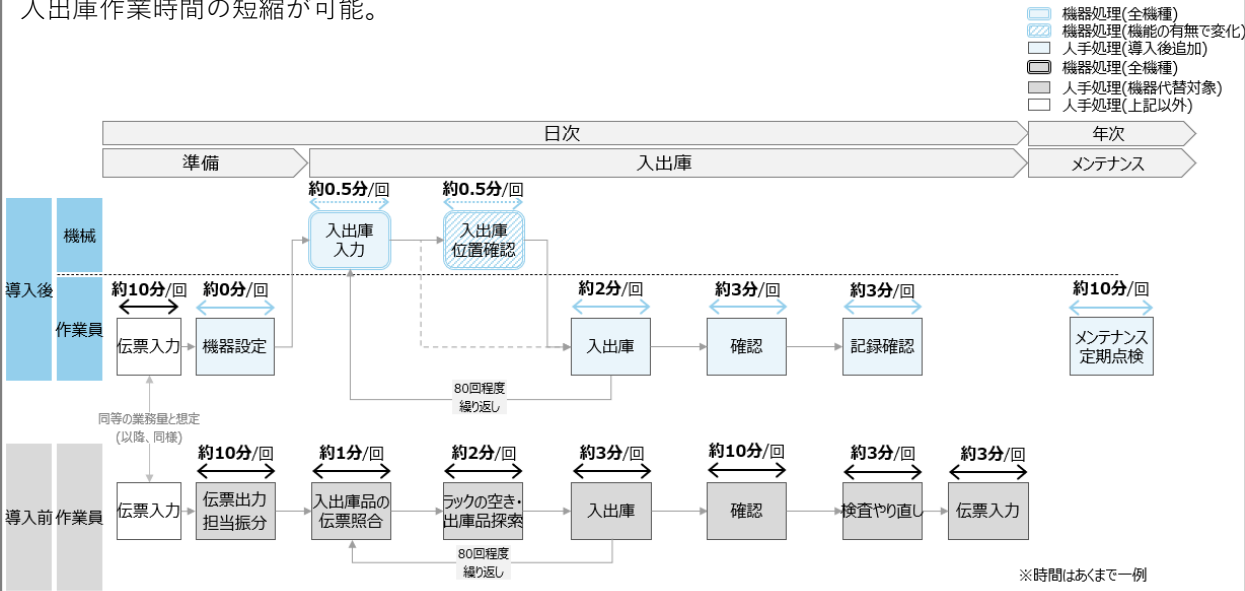 入出庫作業時間の短縮が可能。
機器処理(全機種)
機器処理(機能の有無で変化)
人手処理(導入後追加)
機器処理(全機種)
人手処理(機器代替対象)
人手処理(上記以外)
日次
年次
準備
入出庫
メンテナンス
導入後
機械
約0.5分/回
約0.5分/回
入出庫
入力
入出庫
位置確認
作業員
約10分/回
約0分/回
約2分/回
約3分/回
約3分/回
約10分/回
伝票入力
機器設定
入出庫
確認
記録確認
メンテナンス
定期点検
80回程度
繰り返し
同等の業務量と想定
(以降、同様)
導入前
作業員
約10分/回
約1分/回
約2分/回
約3分/回
約10分/回
約3分/回
約3分/回
伝票入力
伝票出力
担当振分
入出庫品の
伝票照合
ラックの空き・
出庫品探索
入出庫
確認
検査やり直し
伝票入力
80回程度
繰り返し
※時間はあくまで一例